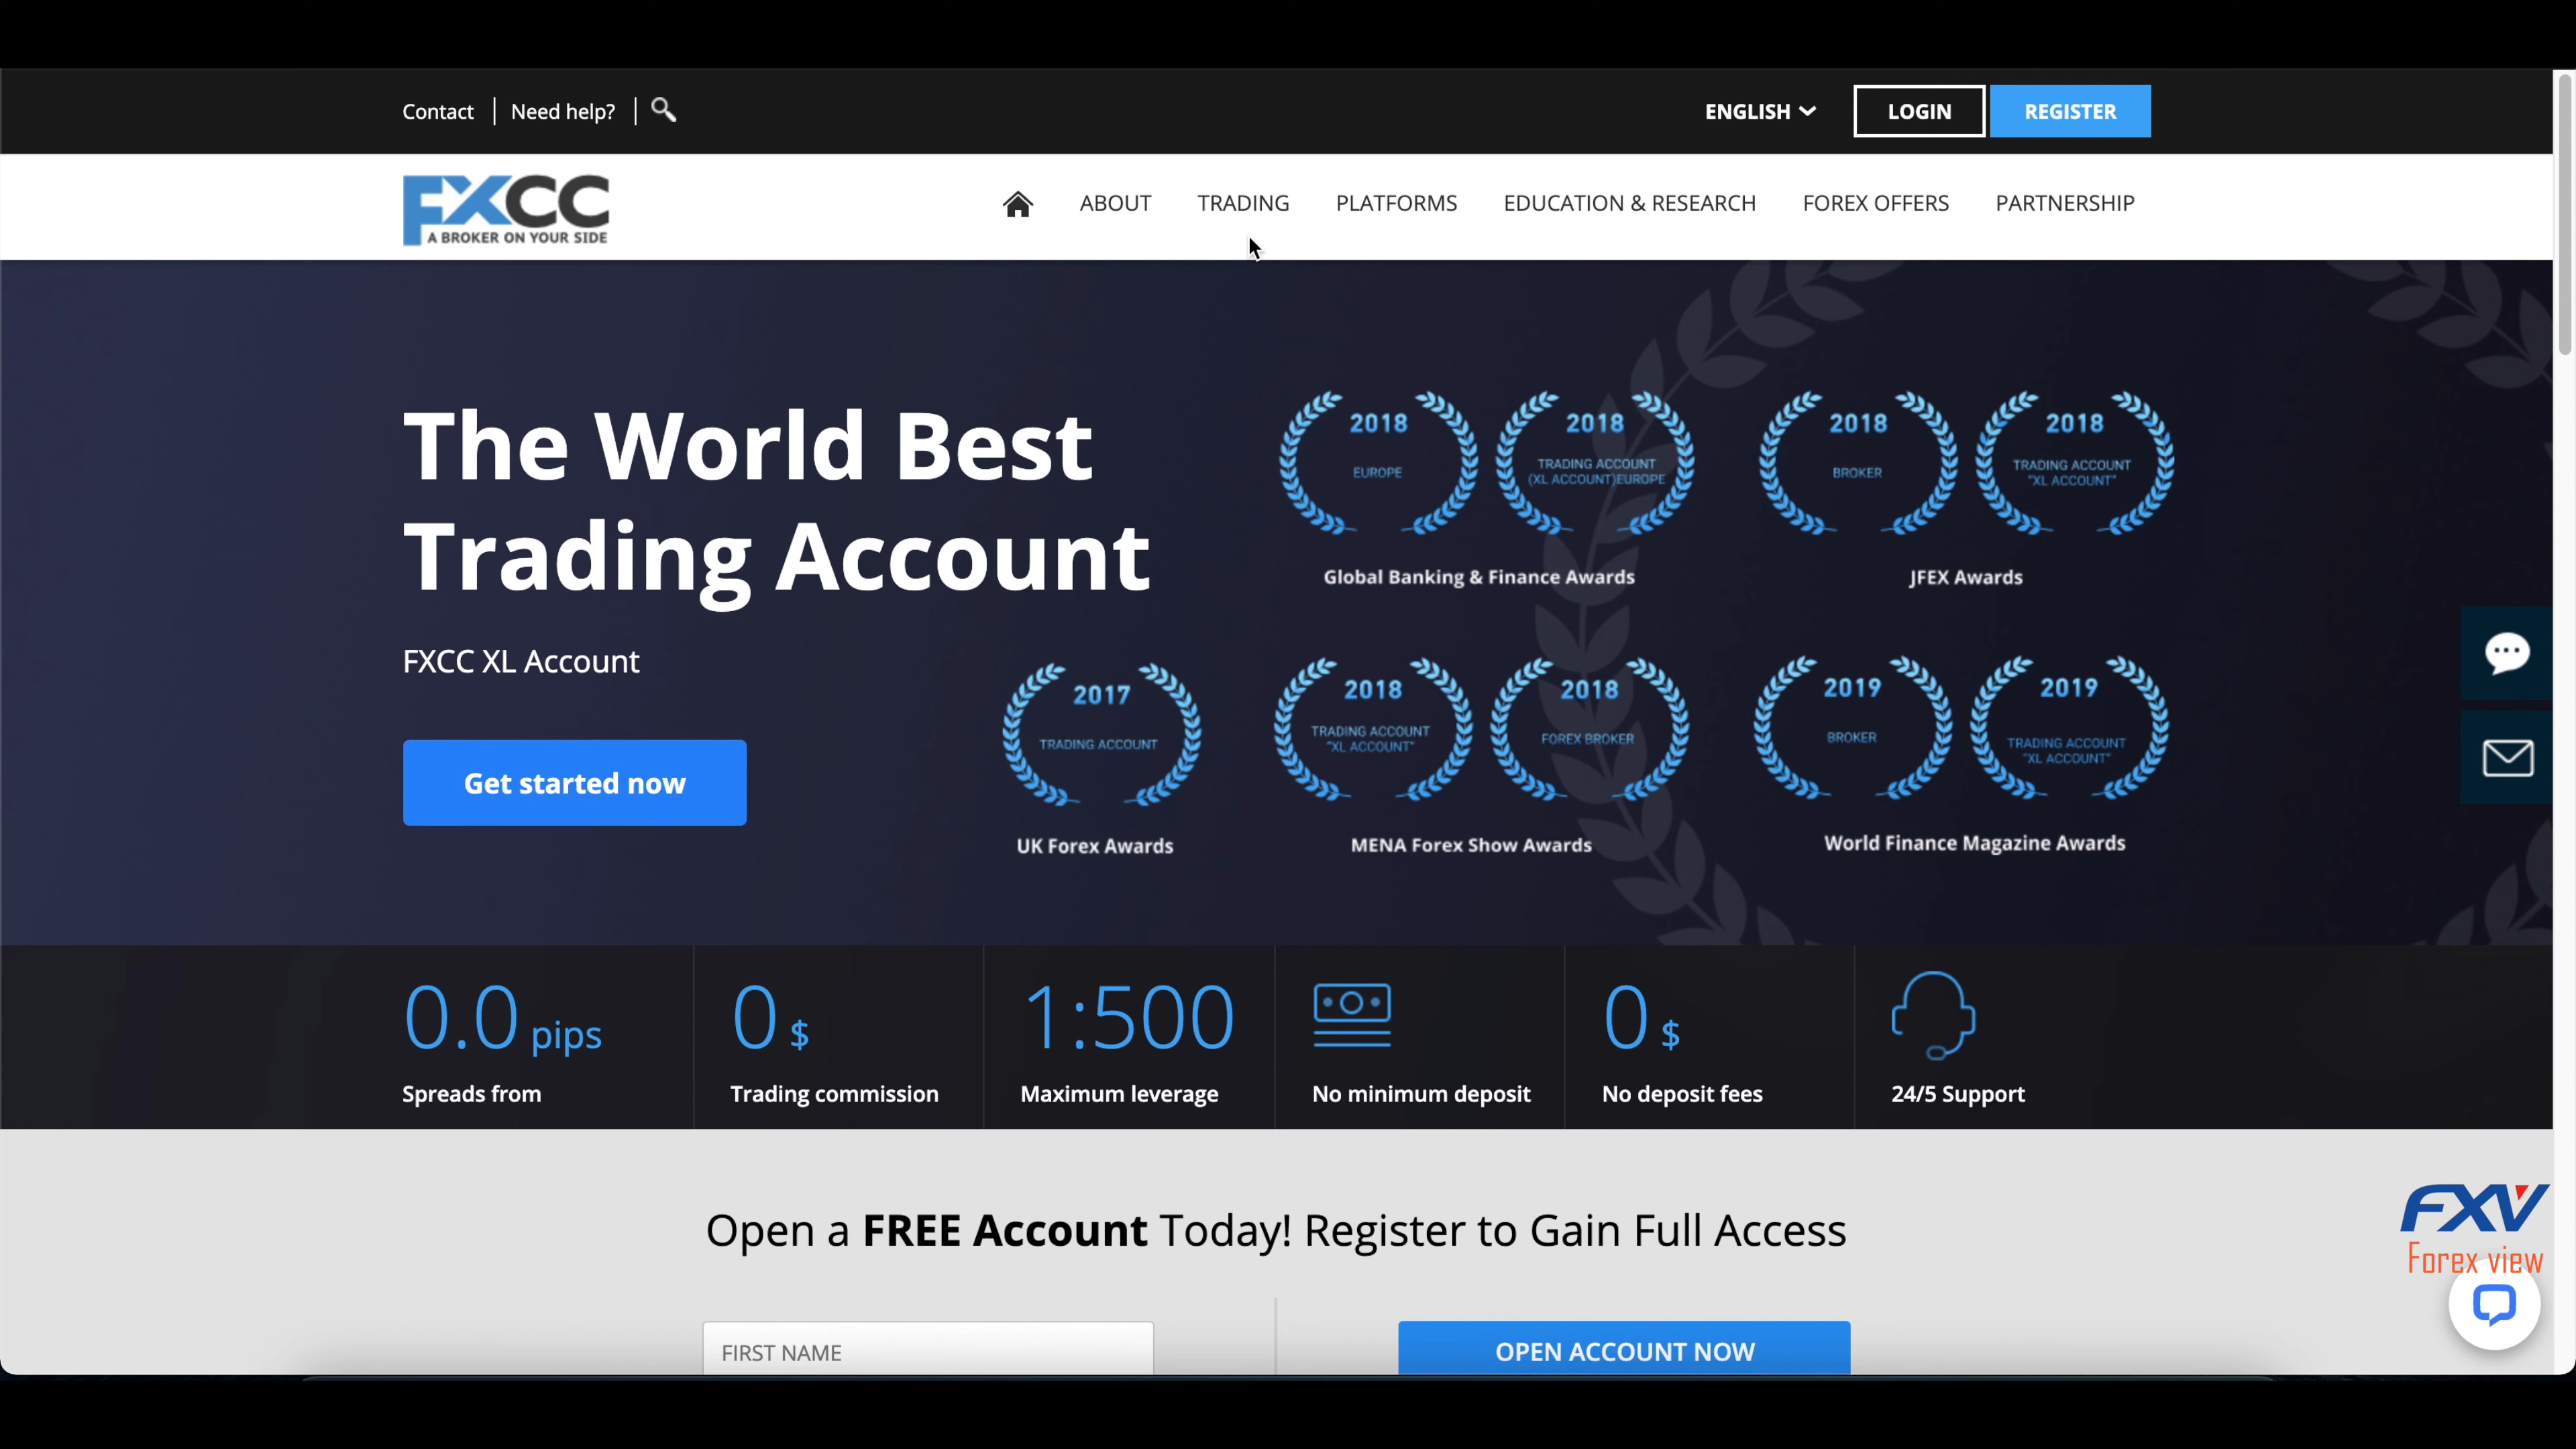 Contact
Need help?
ENGLISH
LOGIN
REGISTER
FXCC
A BROKER ON YOUR SIDE
ABOUT
TRADING
PLATFORMS
EDUCATION & RESEARCH
FOREX OFFERS
PARTNERSHIP
The World Best
Trading Account
FXCC XL Account
Get started now
2018
EUROPE
2018
TRADING ACCOUNT
(XL ACCOUNT)EUROPE
Global Banking & Finance Awards
2018
BROKER
2018
TRADING ACCOUNT
"XL ACCOUNT"
JFEX Awards
2017
TRADING ACCOUNT
UK Forex Awards
2018
TRADING ACCOUNT
"XL ACCOUNT"
2018
FOREX BROKER
MENA Forex Show Awards
2019
BROKER
2019
TRADING ACCOUNT
"XL ACCOUNT"
World Finance Magazine Awards
0.0 pips
Spreads from
0 $
Trading commission
1:500
Maximum leverage
No minimum deposit
0 $
No deposit fees
24/5 Support
Open a FREE Account Today! Register to Gain Full Access
FIRST NAME
OPEN ACCOUNT NOW
FXV
Forex view